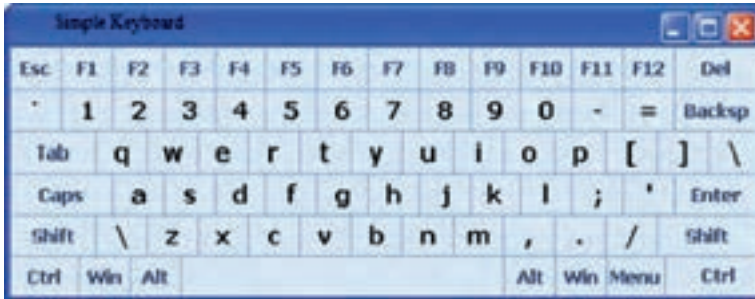 Simple Keyboard
Esc F1 F2 F3 F4 F5 F6 F7 F8 F9 F10 F11 F12 Del
` 1 2 3 4 5 6 7 8 9 0 - = Backsp
Tab q w e r t y u i o p [ ] \
Caps a s d f g h j k l ; ' Enter
Shift \ z x c v b n m , . / Shift
Ctrl Win Alt Alt Win Menu Ctrl